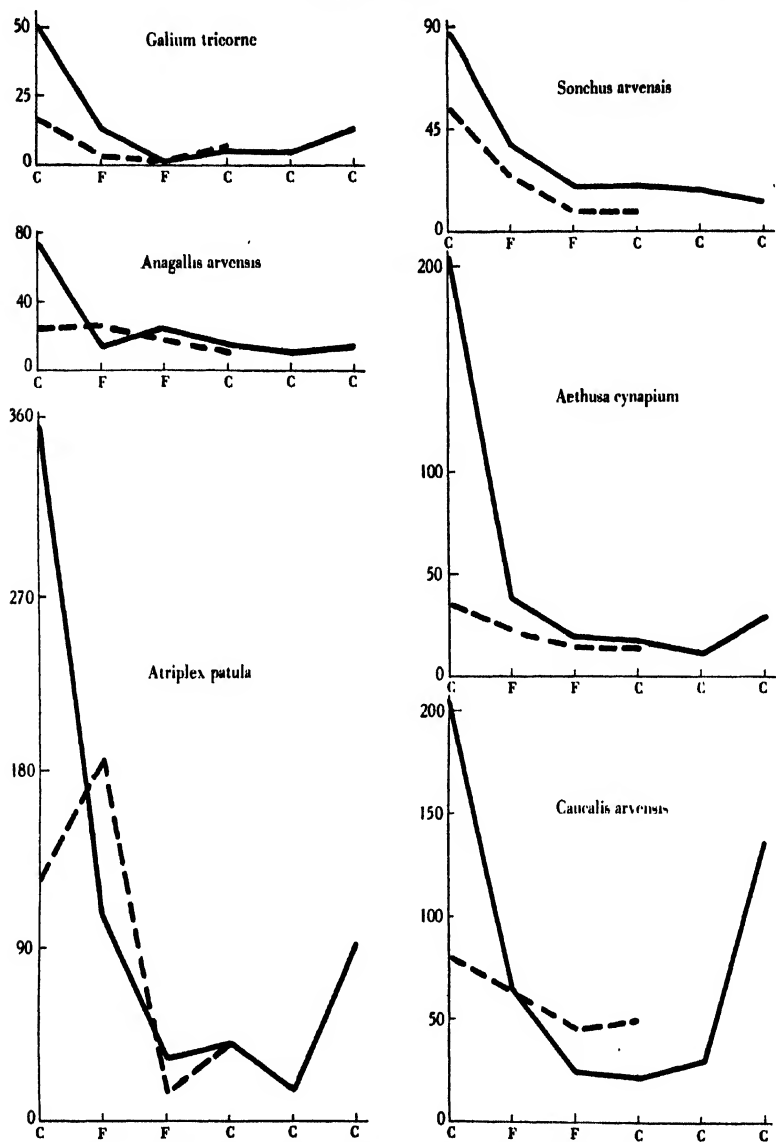 50
Galium tricorne
25
0
C F F C C C
80
Anagallis arvensis
40
0
C F F C C C
360
270
Atriplex patula
180
90
0
C F F C C C
90
Sonchus arvensis
45
0
C F F C C C
200
Aethusa cynapium
100
50
0
C F F C C C
200
150
Caucalis arvensis
100
50
0
C F F C C C